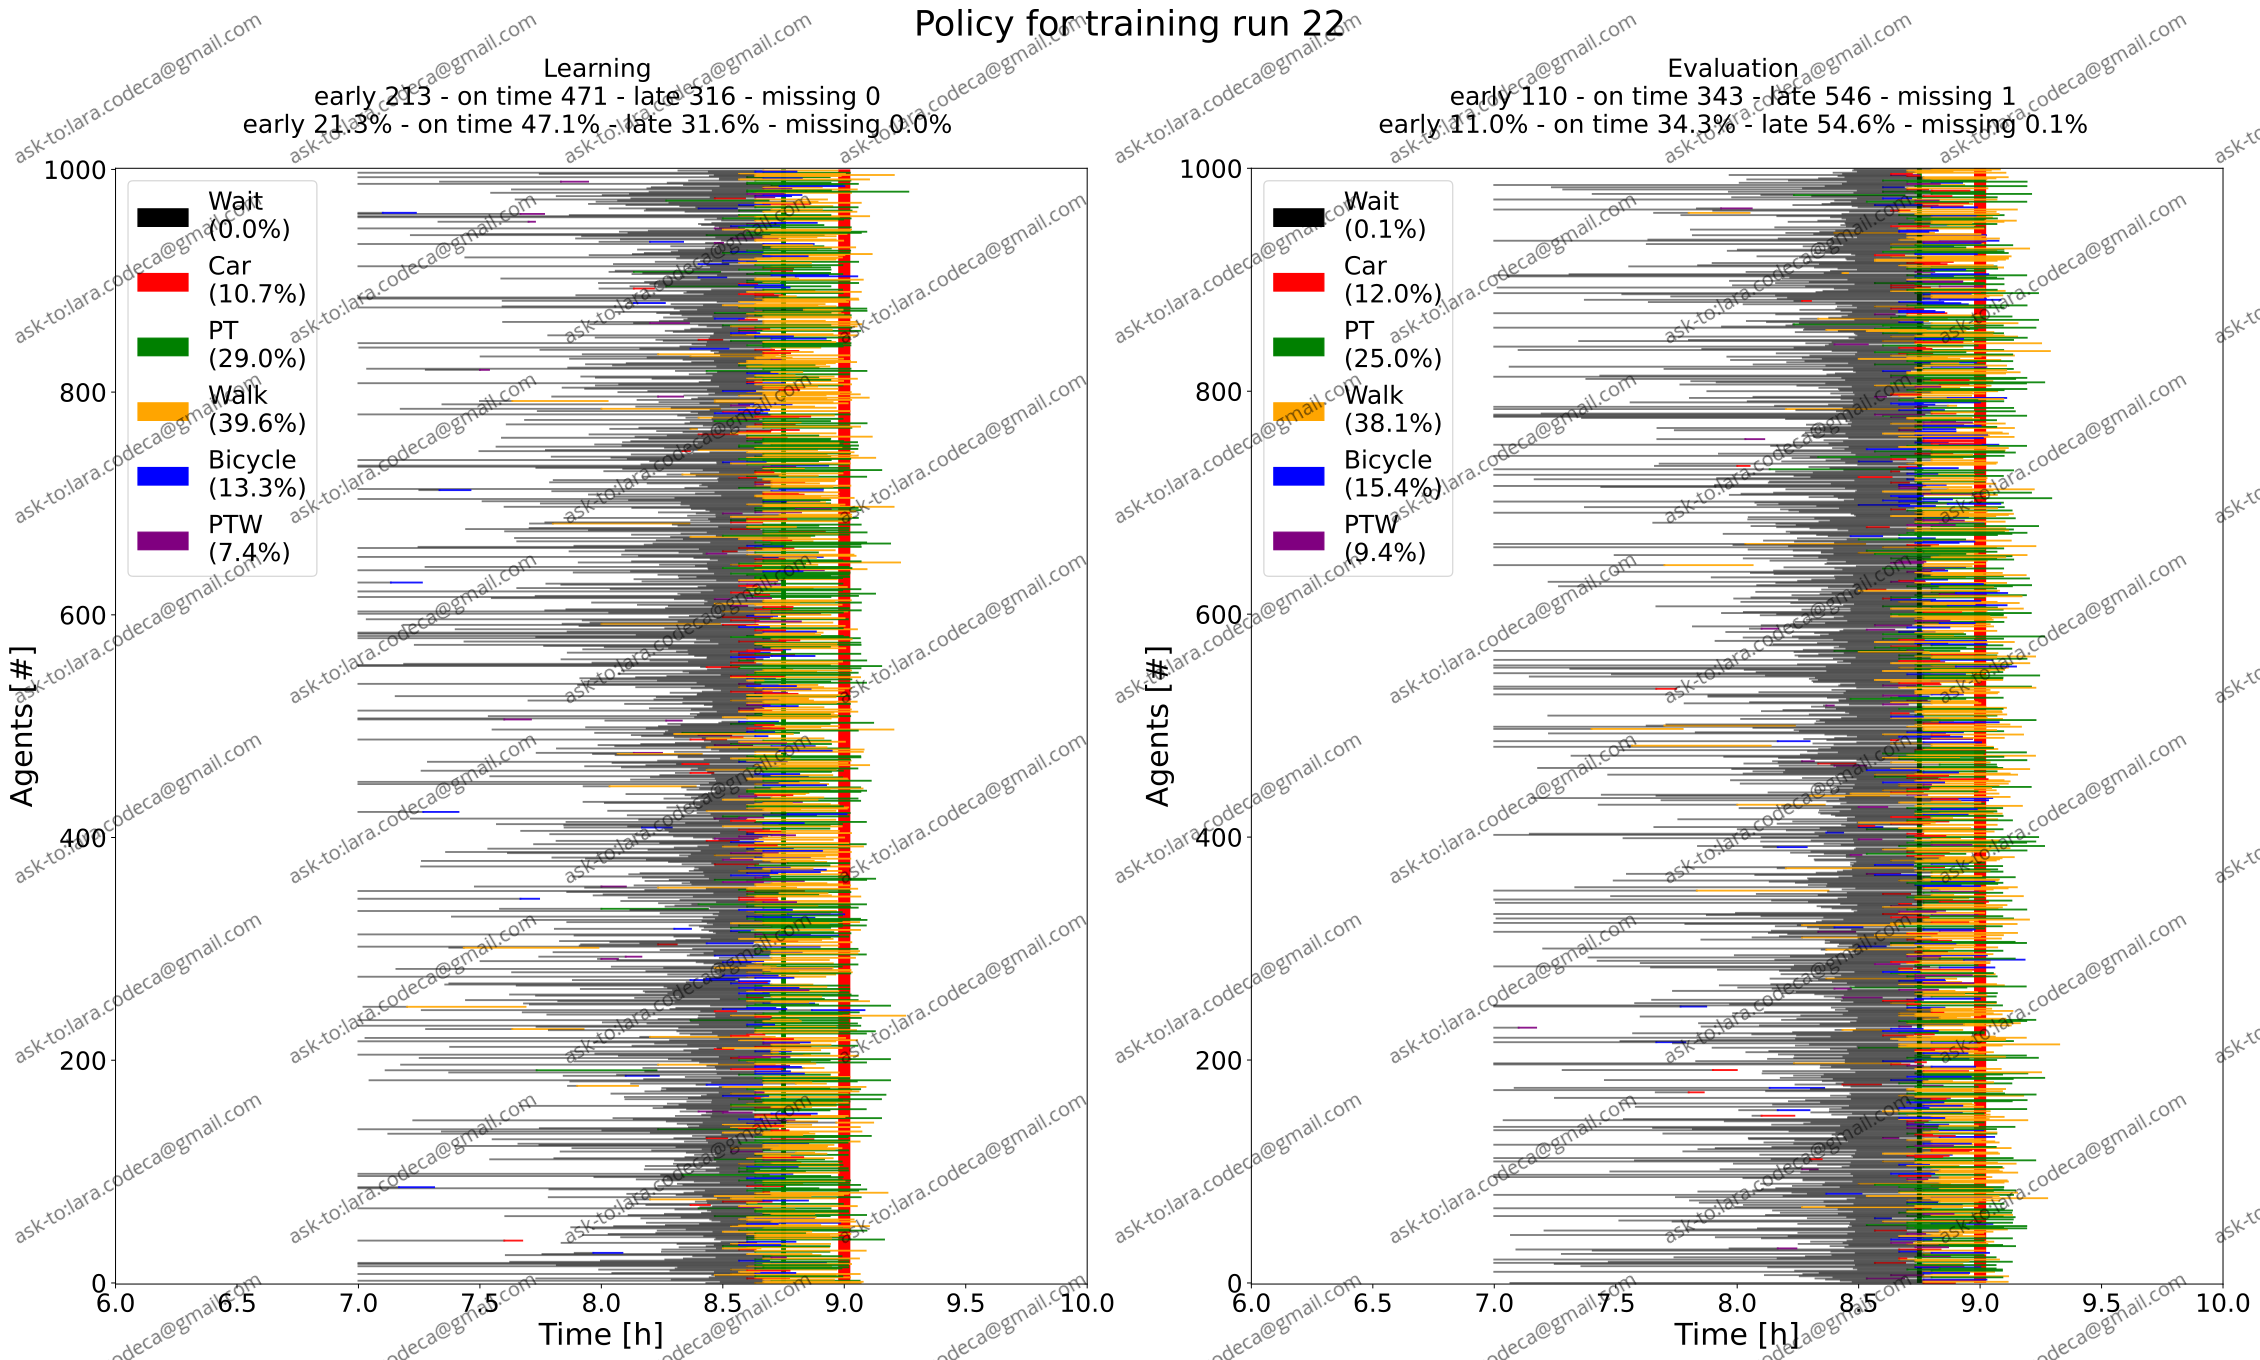 Policy for training run 22
Learning
early 213 - on time 471 - late 316 - missing 0
early 21.3% - on time 47.1% - late 31.6% - missing 0.0%
Evaluation
early 110 - on time 343 - late 546 - missing 1
early 11.0% - on time 34.3% - late 54.6% - missing 0.1%
Agents [#]
1000
800
600
400
200
0
Wait
(0.0%)
Car
(10.7%)
PT
(29.0%)
Walk
(39.6%)
Bicycle
(13.3%)
PTW
(7.4%)
6.0 6.5 7.0 7.5 8.0 8.5 9.0 9.5 10.0
Time [h]
Agents [#]
1000
800
600
400
200
0
Wait
(0.1%)
Car
(12.0%)
PT
(25.0%)
Walk
(38.1%)
Bicycle
(15.4%)
PTW
(9.4%)
6.0 6.5 7.0 7.5 8.0 8.5 9.0 9.5 10.0
Time [h]
ask-to:lara.codeca@gmail.com